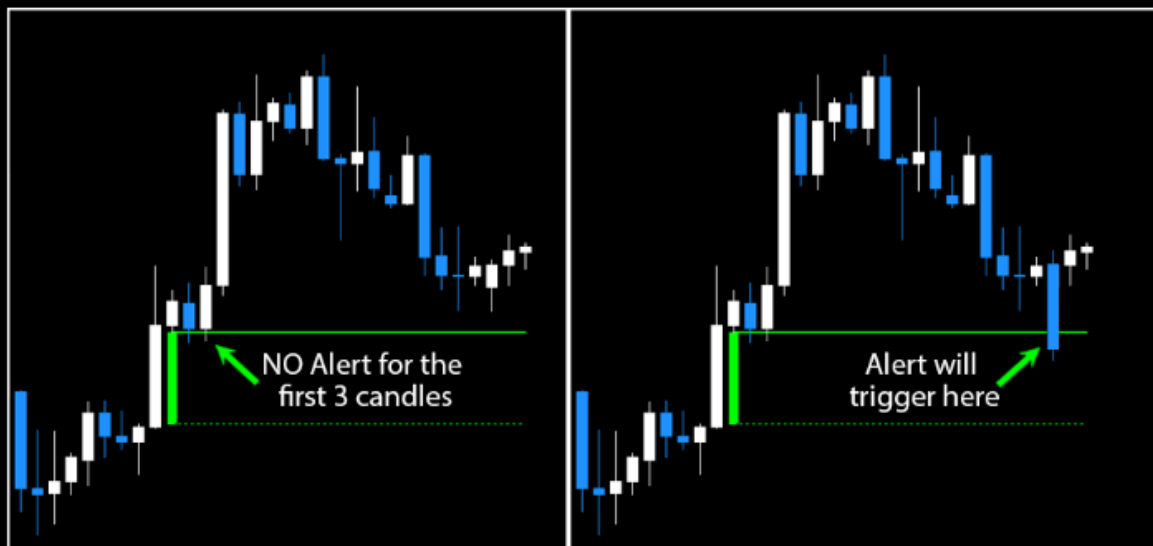 NO Alert for the
first 3 candles
Alert will
trigger here